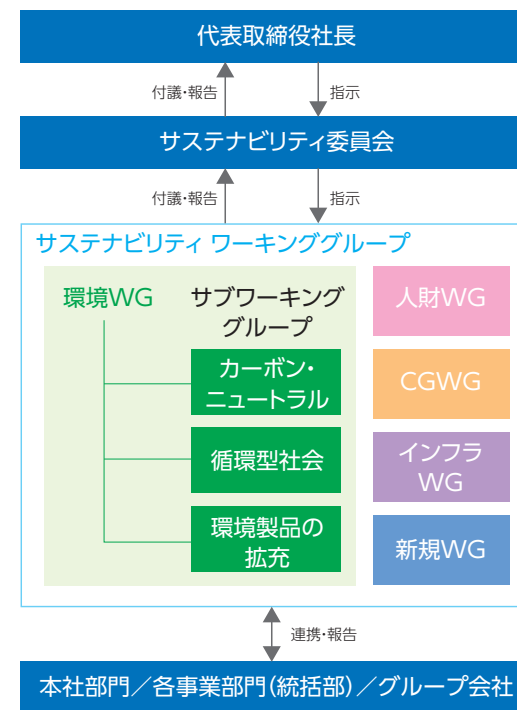 代表取締役社長
付議・報告
指示
サステナビリティ委員会
付議・報告
指示
サステナビリティ ワーキンググループ
環境WG
サブワーキング
グループ
カーボン・
ニュートラル
循環型社会
環境製品の
拡充
人財WG
CGWG
インフラ
WG
新規WG
連携・報告
本社部門／各事業部門(統括部)／グループ会社